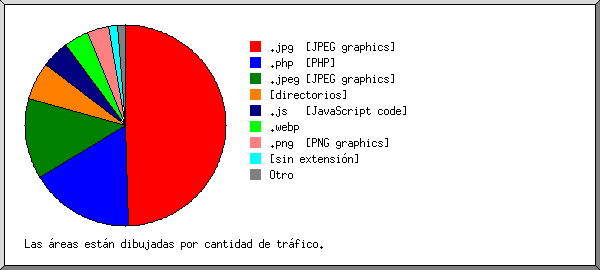 .jpg  [JPEG graphics]
.php  [PHP]
.jpeg [JPEG graphics]
[directorios]
.js   [JavaScript code]
.webp
.png  [PNG graphics]
[sin extensión]
Otro
Las áreas están dibujadas por cantidad de tráfico.